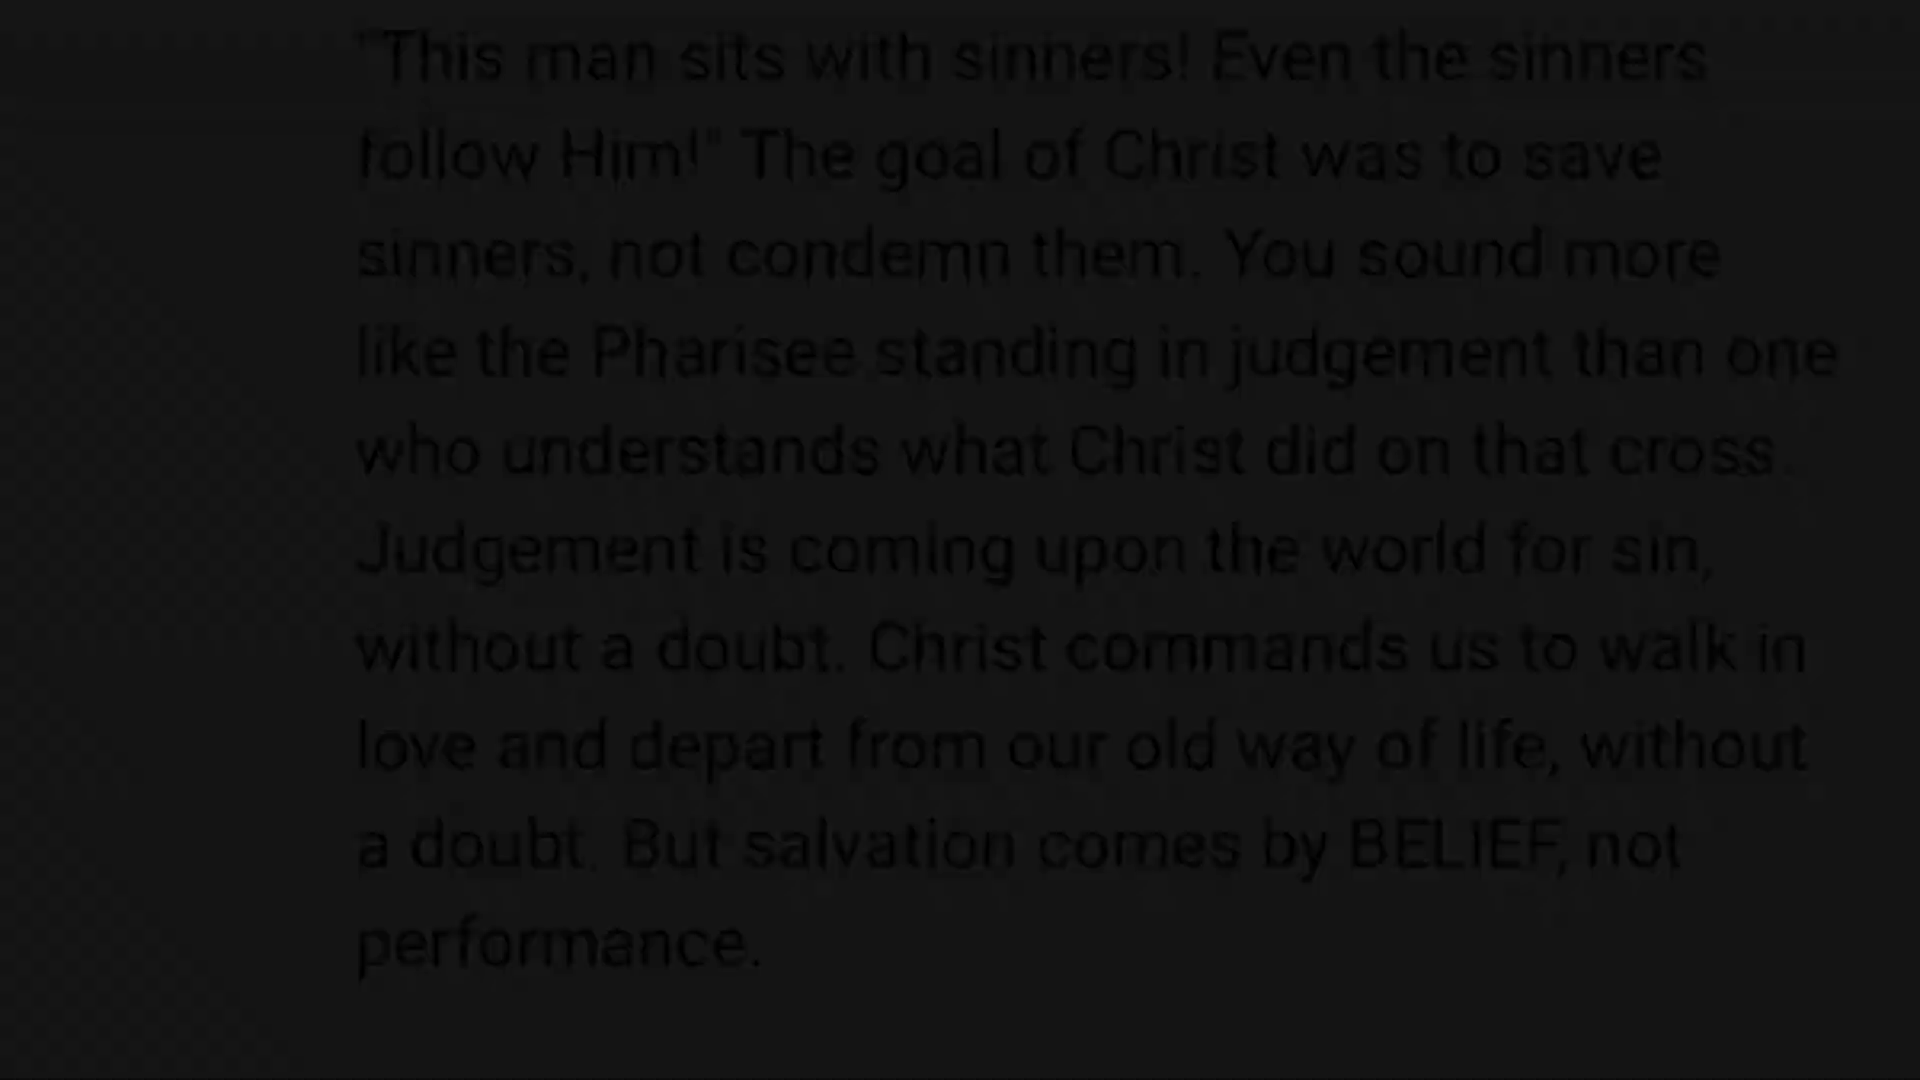 "This man sits with sinners! Even the sinners
follow Him!" The goal of Christ was to save
sinners, not condemn them. You sound more
like the Pharisee standing in judgement than one
who understands what Christ did on that cross.
Judgement is coming upon the world for sin,
without a doubt. Christ commands us to walk in
love and depart from our old way of life, without
a doubt. But salvation comes by BELIEF, not
performance.